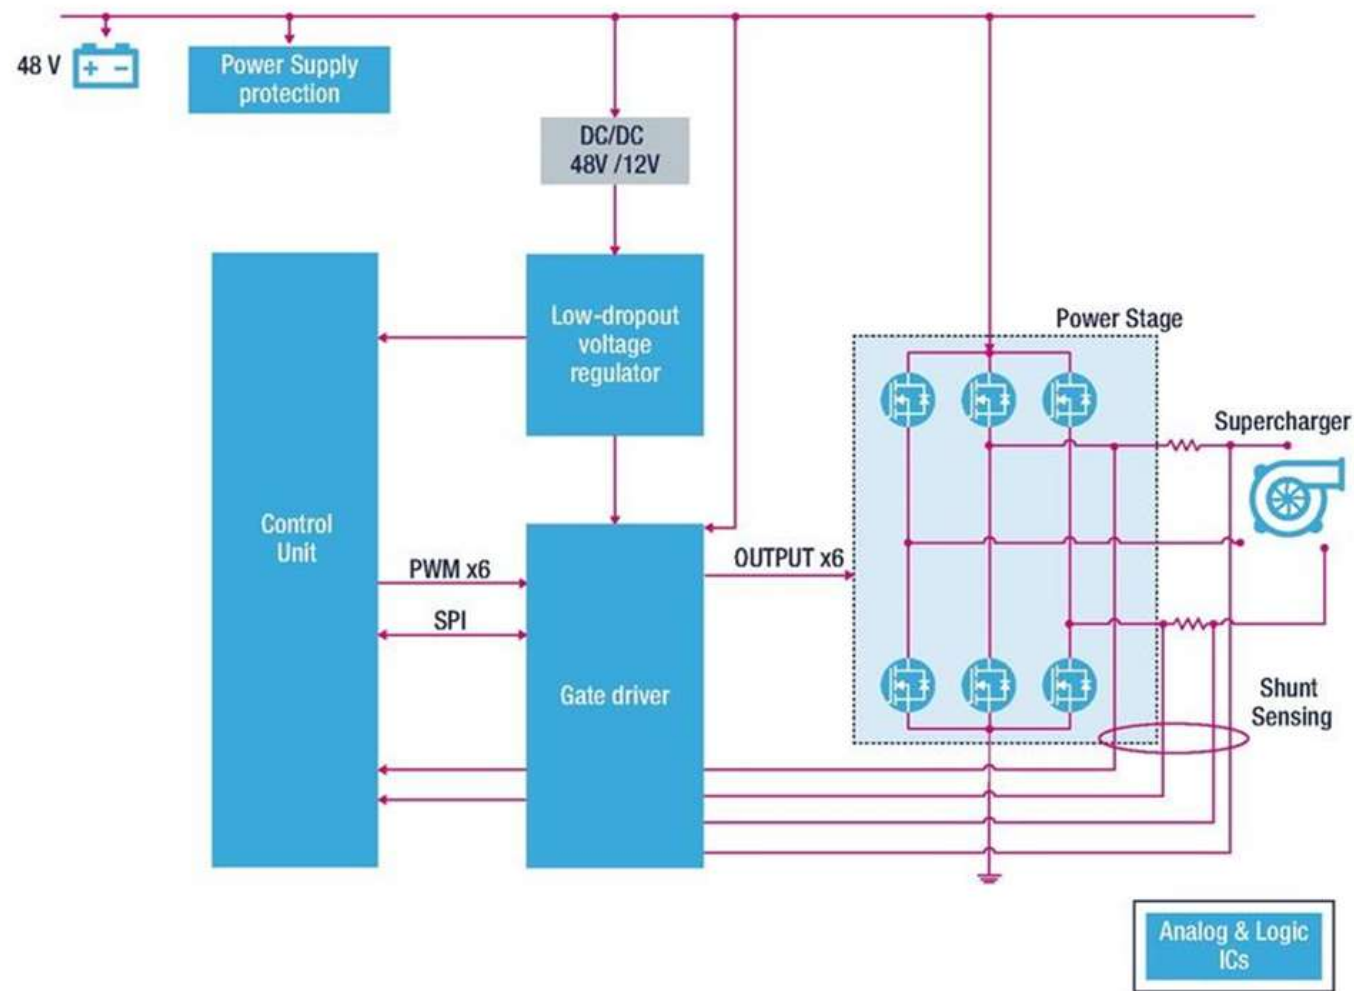 48 V
Power Supply
protection
DC/DC
48V /12V
Low-dropout
voltage
regulator
Power Stage
Supercharger
Control
Unit
PWM x6
OUTPUT x6
SPI
Gate driver
Shunt
Sensing
Analog & Logic
ICs